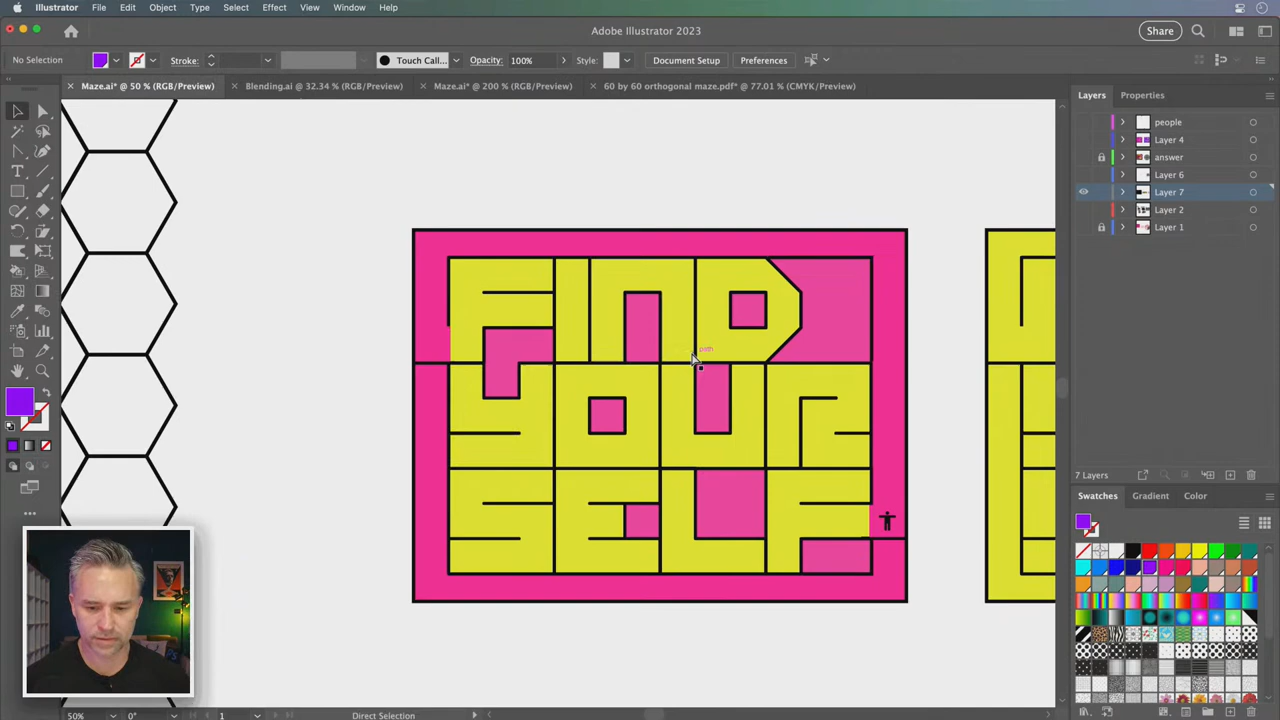 Illustrator File Edit Object Type Select Effect View Window Help
Adobe Illustrator 2023
Share
No Selection
Stroke:
Touch Call...
Opacity: 100%
Style:
Document Setup
Preferences
Maze.ai* @ 50 % (RGB/Preview)
Blending.ai @ 32.34 % (RGB/Preview)
Maze.ai* @ 200 % (RGB/Preview)
60 by 60 orthogonal maze.pdf* @ 77.01 % (CMYK/Preview)
Layers Properties
people
Layer 4
answer
Layer 6
Layer 7
Layer 2
Layer 1
FIND
YOUR
SELF
path
7 Layers
Swatches Gradient Color
50% 0° 1 Direct Selection